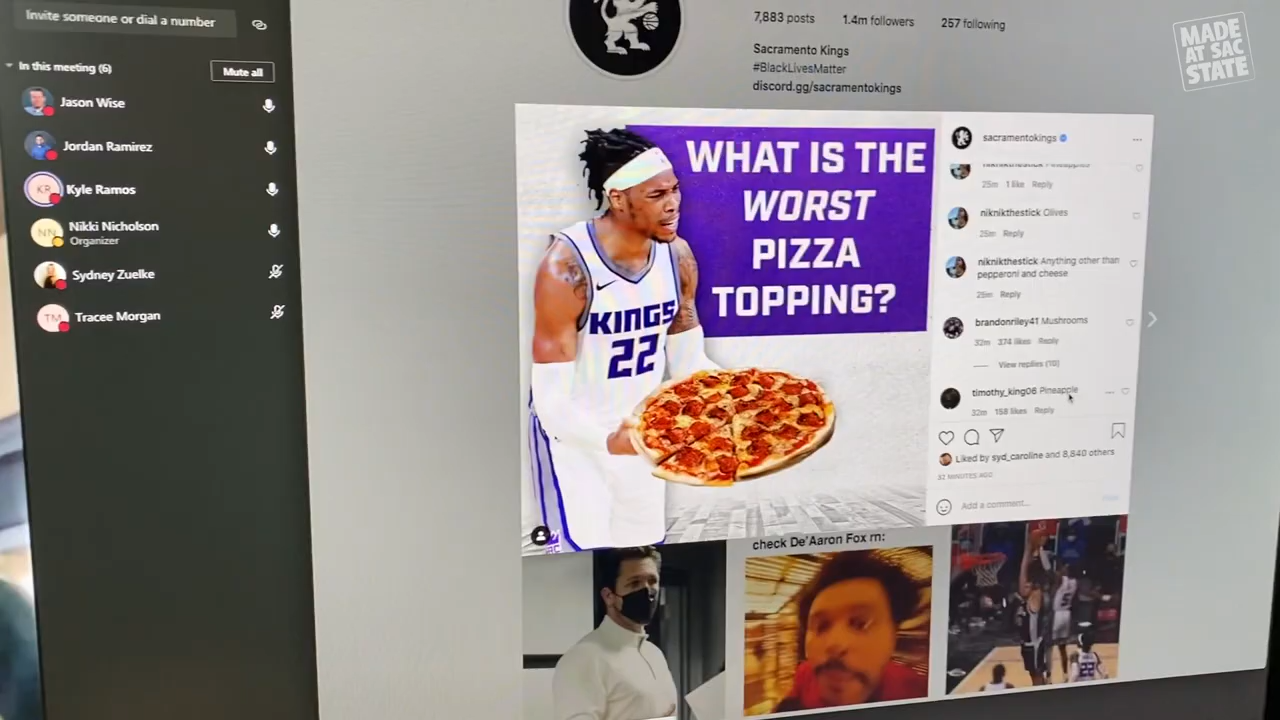 Invite someone or dial a number
In this meeting (6)
Mute all
Jason Wise
Jordan Ramirez
KR
Kyle Ramos
NN
Nikki Nicholson
Organizer
Sydney Zuelke
TM
Tracee Morgan
7,883 posts
1.4m followers
257 following
Sacramento Kings
#BlackLivesMatter
discord.gg/sacramentokings
MADE
AT SAC
STATE
WHAT IS THE
WORST
PIZZA
TOPPING?
KINGS
22
sacramentokings
25m 1 like Reply
niknikthestick Olives
25m Reply
niknikthestick Anything other than
pepperoni and cheese
25m Reply
brandonriley41 Mushrooms
32m 374 likes Reply
View replies (10)
timothy_king06 Pineapple
32m 158 likes Reply
Liked by syd_caroline and 8,840 others
32 MINUTES AGO
Add a comment...
check De'Aaron Fox rn: